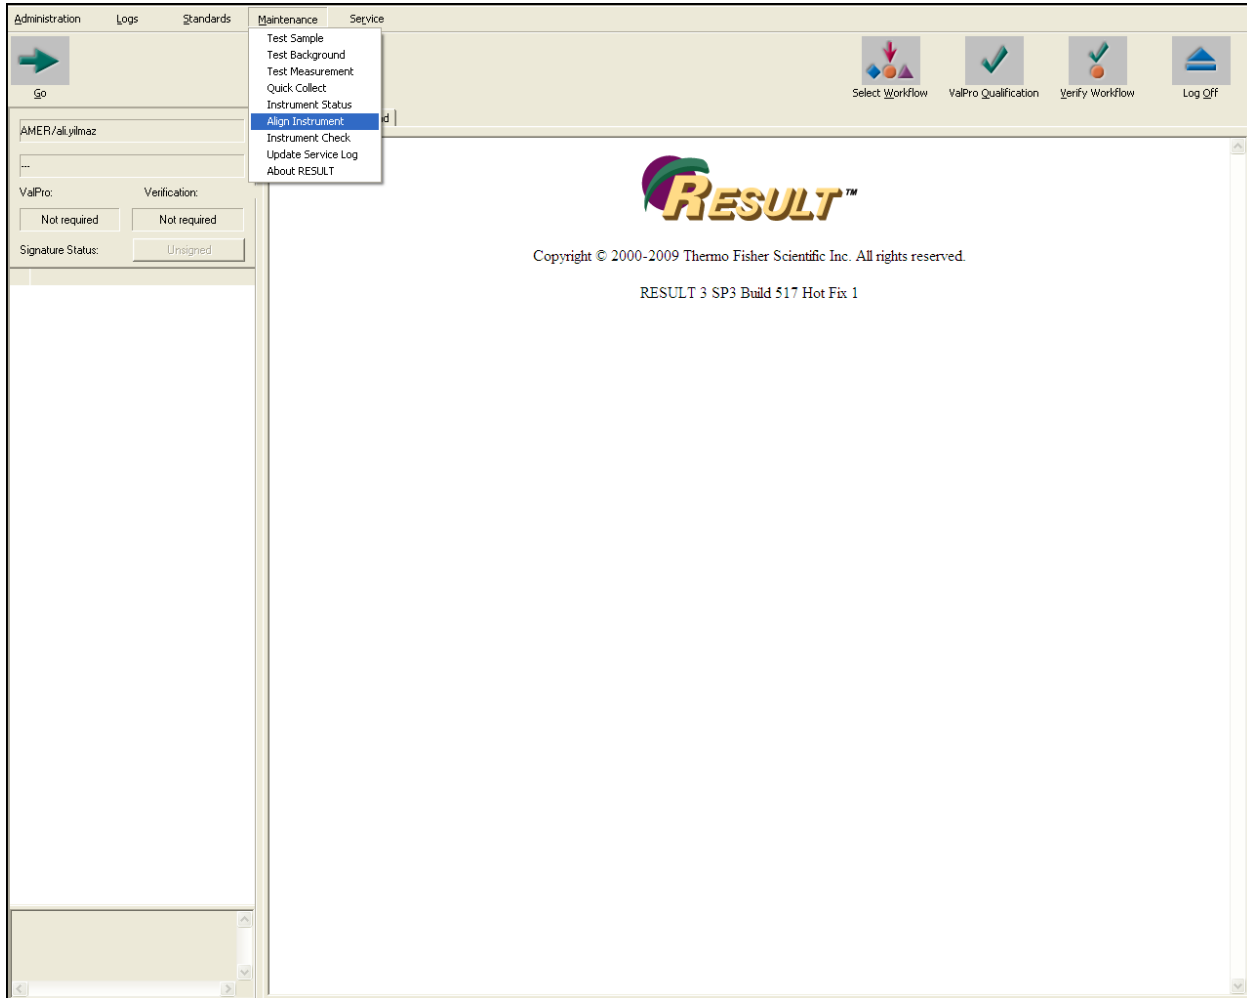 Administration Logs Standards Maintenance Service
Test Sample
Test Background
Test Measurement
Quick Collect
Instrument Status
Align Instrument
Instrument Check
Update Service Log
About RESULT
Go
Select Workflow ValPro Qualification Verify Workflow Log Off
AMER/ali.yilmaz
---
ValPro: Verification:
Not required Not required
Signature Status: Unsigned
RESULT™
Copyright © 2000-2009 Thermo Fisher Scientific Inc. All rights reserved.
RESULT 3 SP3 Build 517 Hot Fix 1